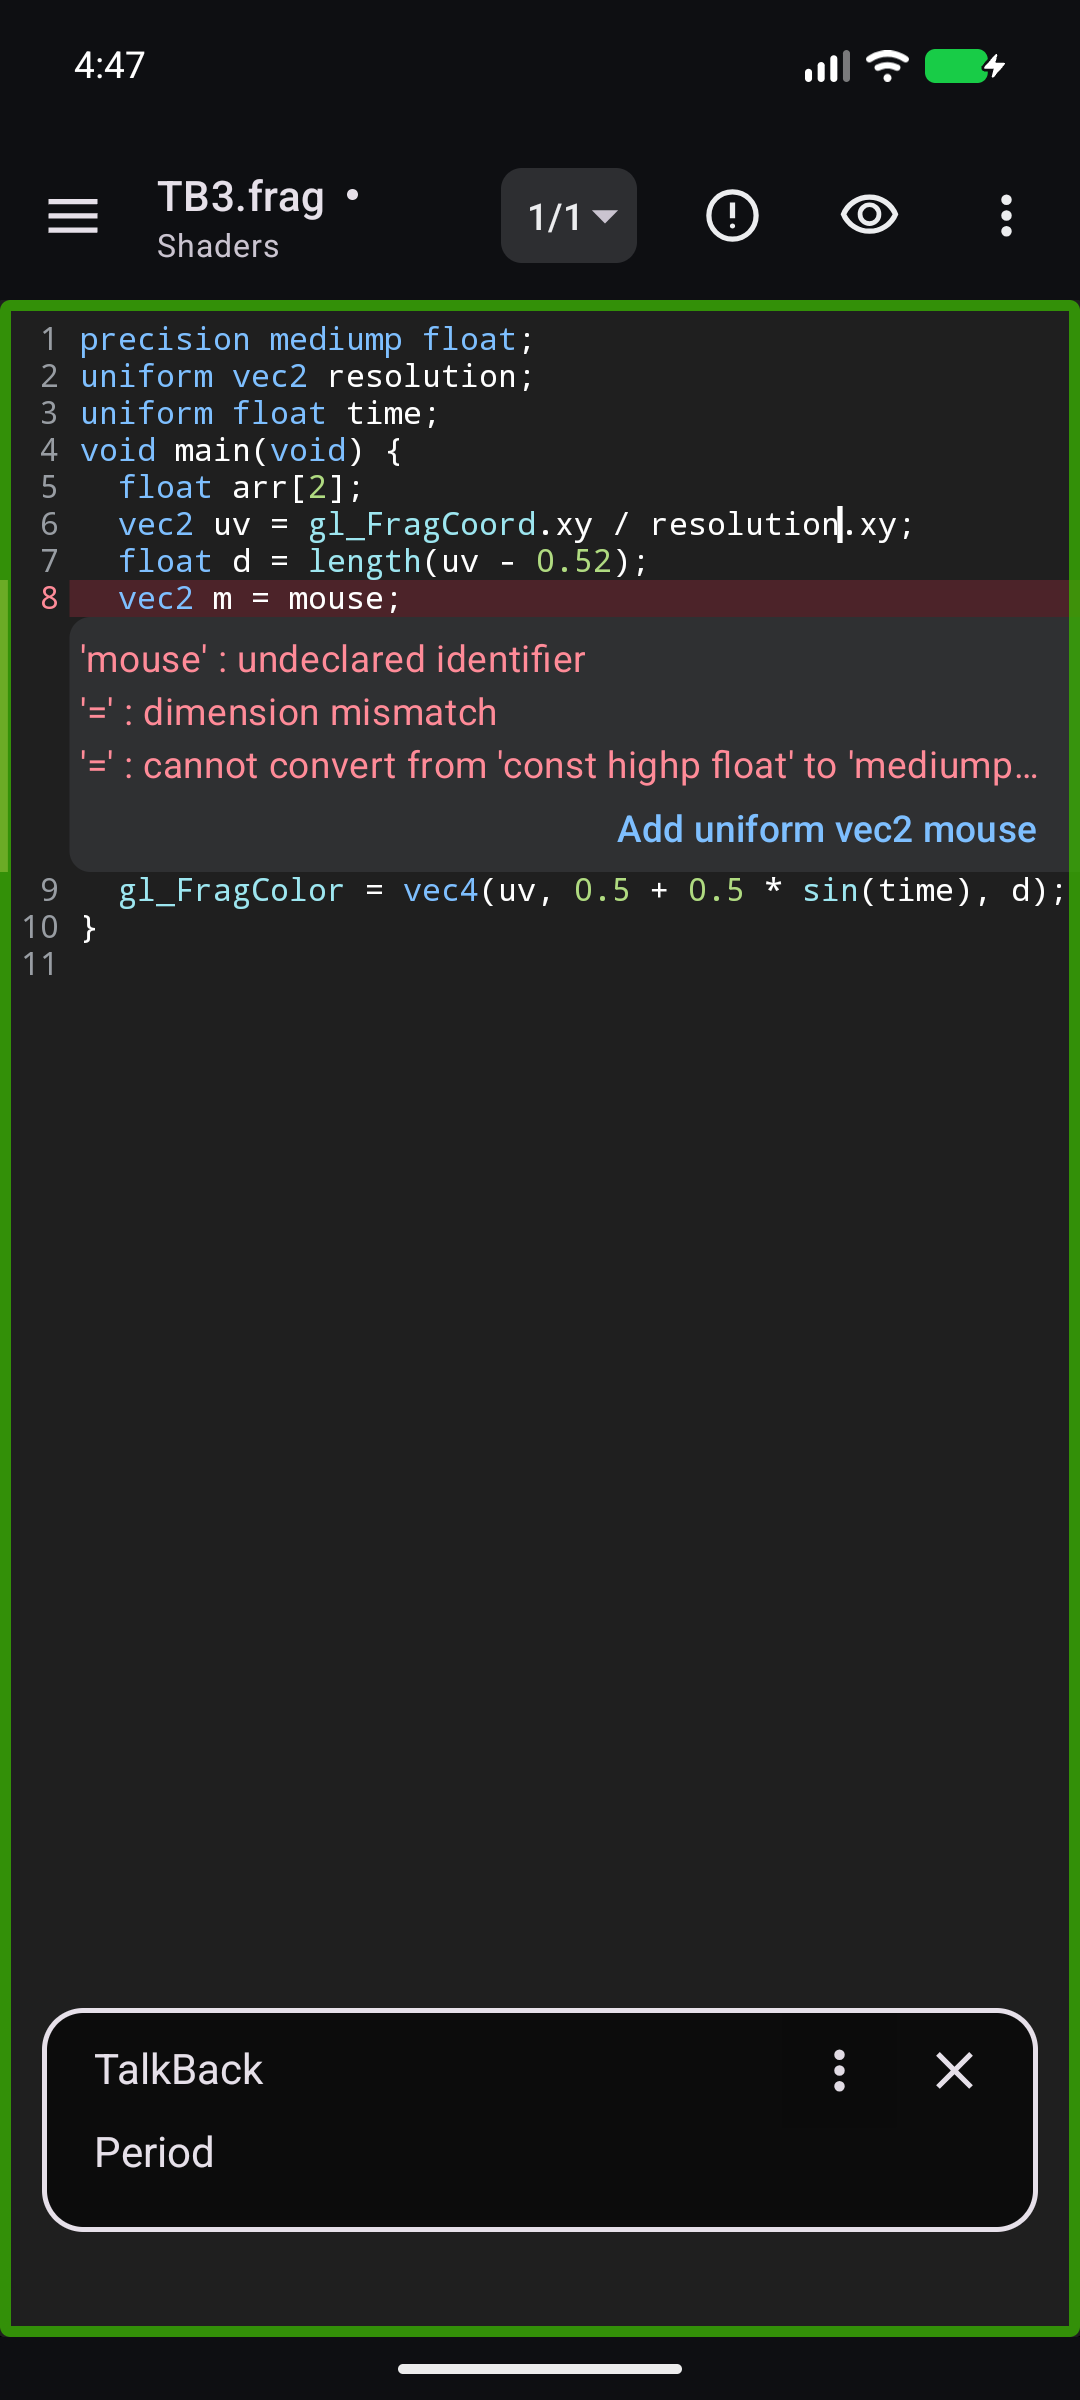 4:47
TB3.frag •
Shaders
1/1
1 precision mediump float;
2 uniform vec2 resolution;
3 uniform float time;
4 void main(void) {
5   float arr[2];
6   vec2 uv = gl_FragCoord.xy / resolution.xy;
7   float d = length(uv - 0.52);
8   vec2 m = mouse;
'mouse' : undeclared identifier
'=' : dimension mismatch
'=' : cannot convert from 'const highp float' to 'mediump…
Add uniform vec2 mouse
9   gl_FragColor = vec4(uv, 0.5 + 0.5 * sin(time), d);
10 }
11
TalkBack
Period